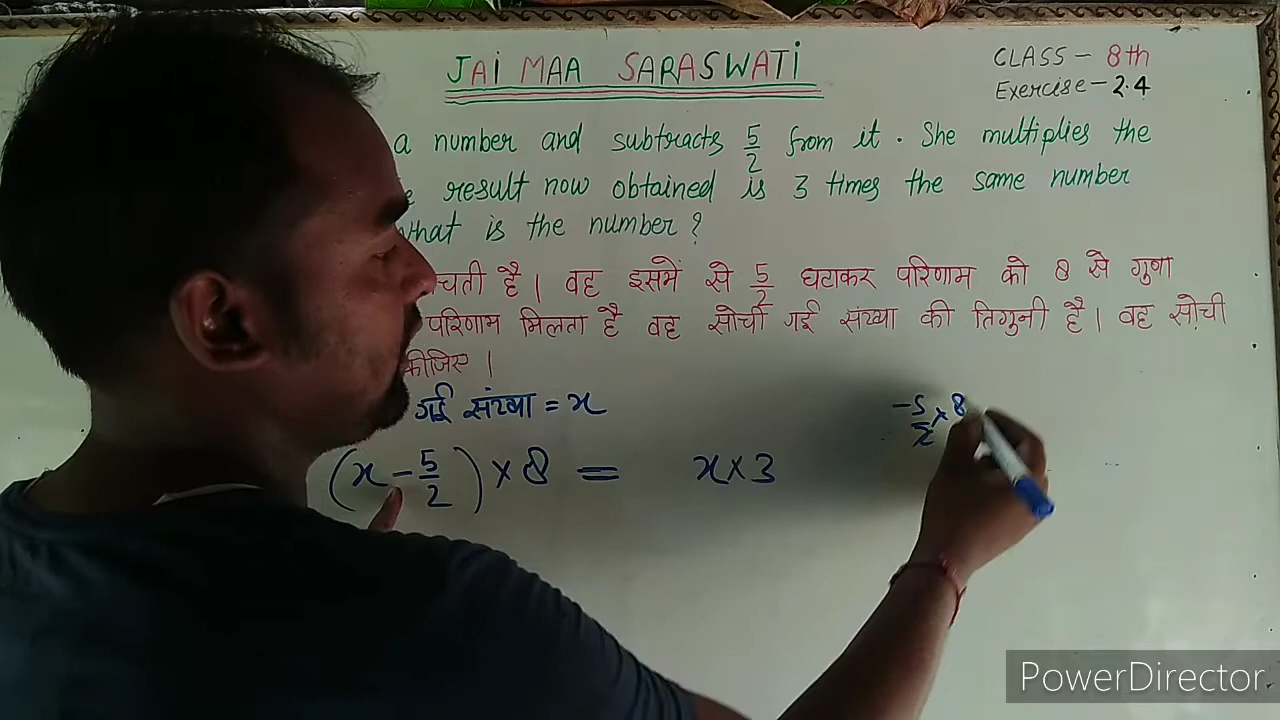 JAI MAA SARASWATI
CLASS - 8th
Exercise - 2.4
a number and subtracts 5/2 from it. She multiplies the
result now obtained is 3 times the same number
what is the number?
चती है। वह इसमें से 5/2 घटाकर परिणाम को 8 से गुणा
परिणाम मिलता है वह सोची गई संख्या की तिगुनी है। वह सोची
कीजिए।
गई संख्या = x
(x - 5/2) × 8 = x × 3
-5/2 × 8
PowerDirector